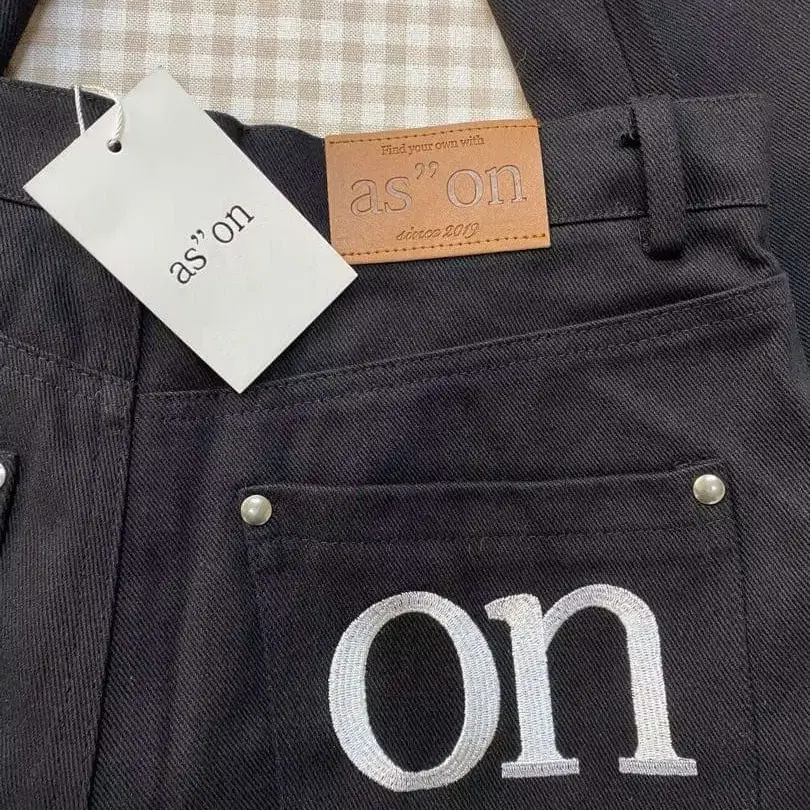 as” on
Find your own with
as” on
since 2019
on